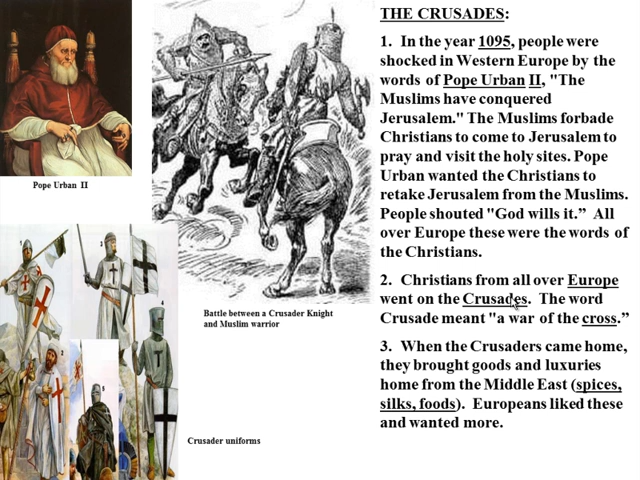 THE CRUSADES:
1. In the year 1095, people were
shocked in Western Europe by the
words of Pope Urban II, "The
Muslims have conquered
Jerusalem." The Muslims forbade
Christians to come to Jerusalem to
pray and visit the holy sites. Pope
Urban wanted the Christians to
retake Jerusalem from the Muslims.
People shouted "God wills it.” All
over Europe these were the words of
the Christians.
2. Christians from all over Europe
went on the Crusades. The word
Crusade meant "a war of the cross.”
3. When the Crusaders came home,
they brought goods and luxuries
home from the Middle East (spices,
silks, foods). Europeans liked these
and wanted more.
Pope Urban II
Battle between a Crusader Knight
and Muslim warrior
Crusader uniforms
1
3
4
2
5